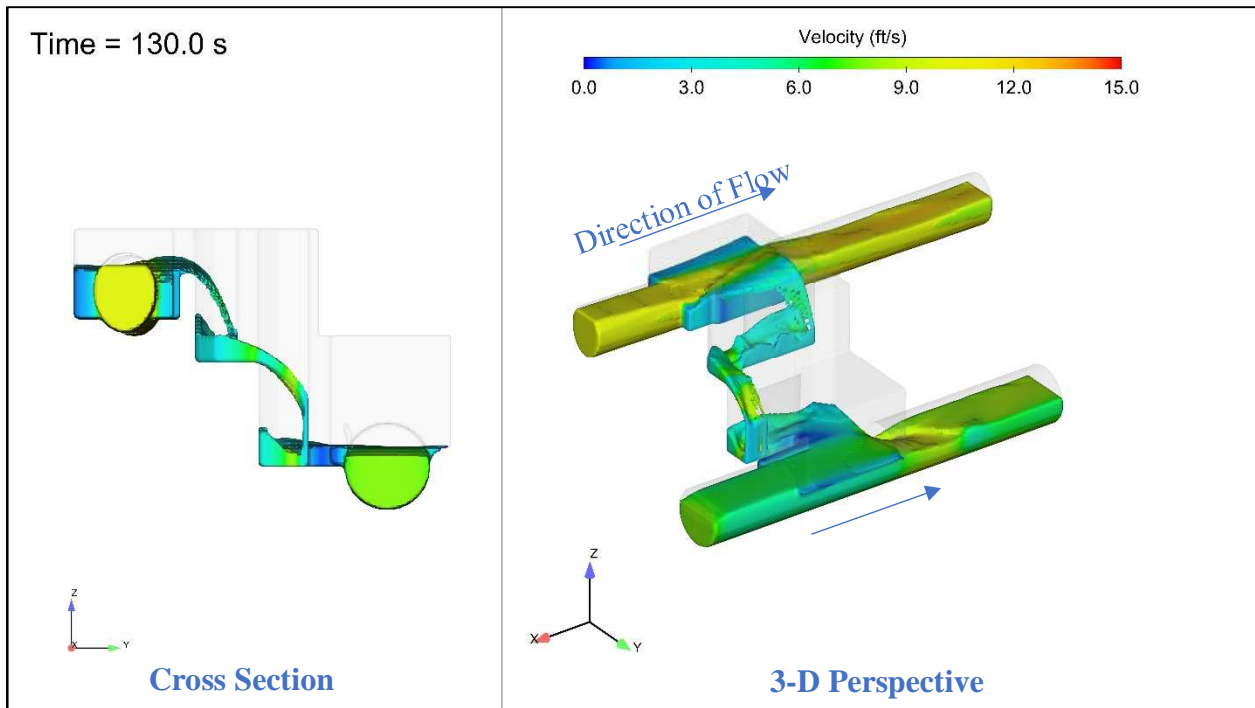 Time = 130.0 s
Velocity (ft/s)
0.0 3.0 6.0 9.0 12.0 15.0
Direction of Flow
Z
X Y
Z
X
Y
Cross Section
3-D Perspective